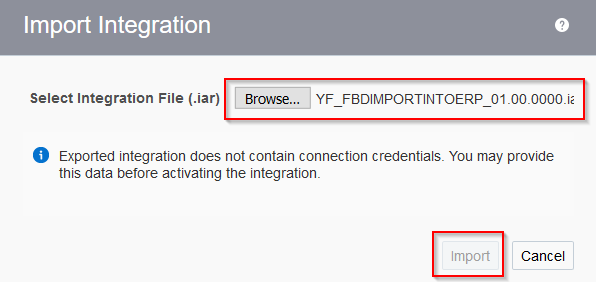 Import Integration
?
Select Integration File (.iar) Browse... YF_FBDIMPORTINTOERP_01.00.0000.ia
i Exported integration does not contain connection credentials. You may provide
this data before activating the integration.
Import Cancel